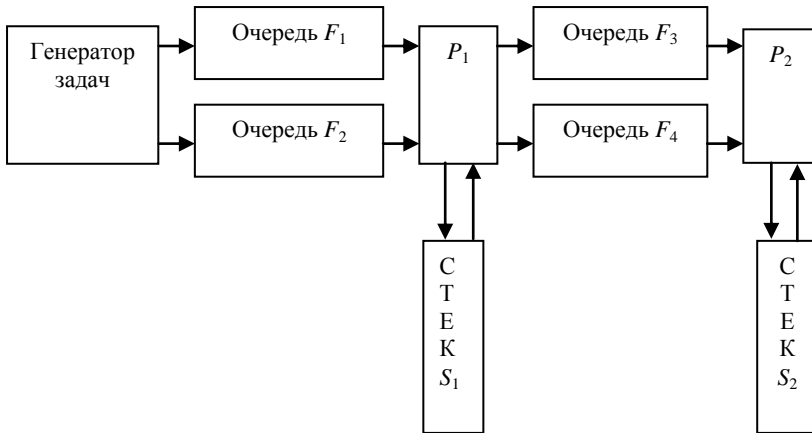 Генератор
задач
Очередь F₁
Очередь F₂
P₁
Очередь F₃
Очередь F₄
P₂
С
Т
Е
К
S₁
С
Т
Е
К
S₂